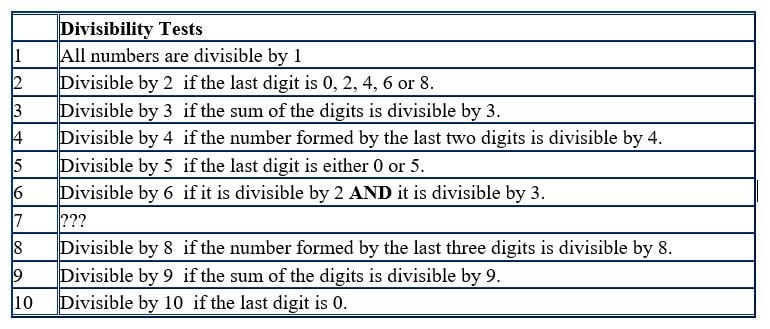 Divisibility Tests
1 All numbers are divisible by 1
2 Divisible by 2 if the last digit is 0, 2, 4, 6 or 8.
3 Divisible by 3 if the sum of the digits is divisible by 3.
4 Divisible by 4 if the number formed by the last two digits is divisible by 4.
5 Divisible by 5 if the last digit is either 0 or 5.
6 Divisible by 6 if it is divisible by 2 AND it is divisible by 3.
7 ???
8 Divisible by 8 if the number formed by the last three digits is divisible by 8.
9 Divisible by 9 if the sum of the digits is divisible by 9.
10 Divisible by 10 if the last digit is 0.